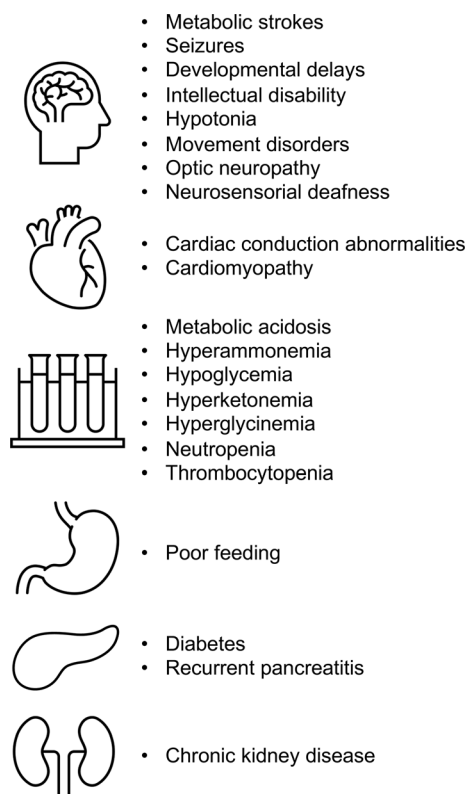 • Metabolic strokes
• Seizures
• Developmental delays
• Intellectual disability
• Hypotonia
• Movement disorders
• Optic neuropathy
• Neurosensorial deafness
• Cardiac conduction abnormalities
• Cardiomyopathy
• Metabolic acidosis
• Hyperammonemia
• Hypoglycemia
• Hyperketonemia
• Hyperglycinemia
• Neutropenia
• Thrombocytopenia
• Poor feeding
• Diabetes
• Recurrent pancreatitis
• Chronic kidney disease